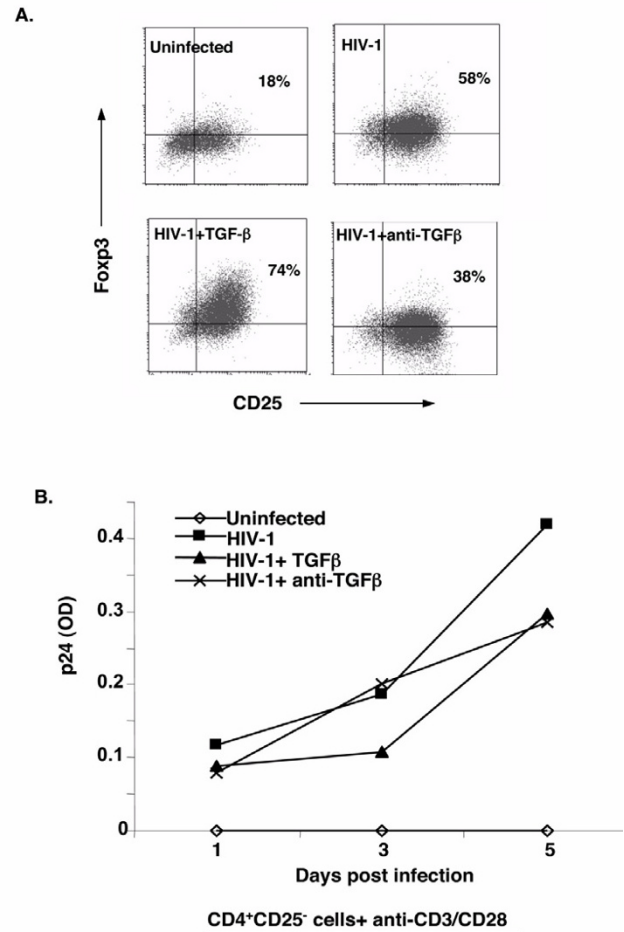 A.
Uninfected
18%
HIV-1
58%
HIV-1+TGF-β
74%
HIV-1+anti-TGFβ
38%
Foxp3
CD25
B.
Uninfected
HIV-1
HIV-1+ TGFβ
HIV-1+ anti-TGFβ
p24 (OD)
0.4
0.3
0.2
0.1
0
1 3 5
Days post infection
CD4⁺CD25⁻ cells+ anti-CD3/CD28